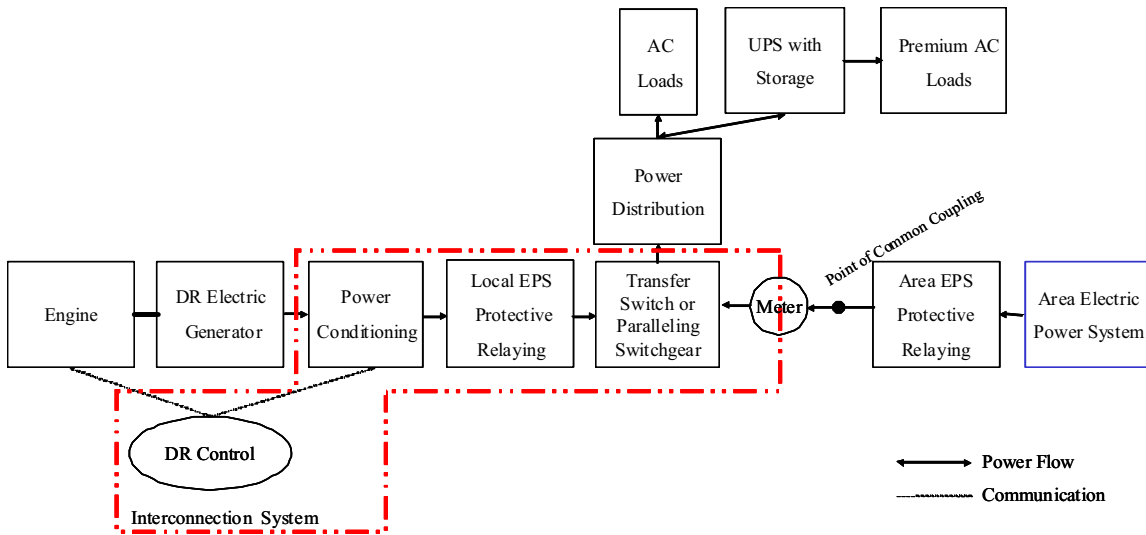 AC
Loads
UPS with
Storage
Premium AC
Loads
Power
Distribution
Point of Common Coupling
Engine
DR Electric
Generator
Power
Conditioning
Local EPS
Protective
Relaying
Transfer
Switch or
Paralleling
Switchgear
Meter
Area EPS
Protective
Relaying
Area Electric
Power System
DR Control
Interconnection System
Power Flow
Communication